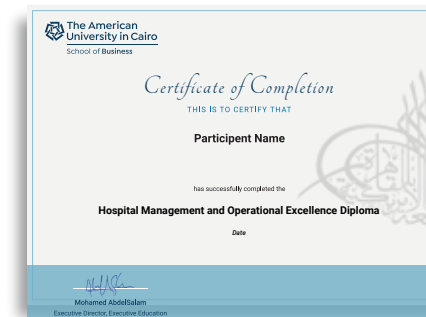 The American
University in Cairo
School of Business
Certificate of Completion
THIS IS TO CERTIFY THAT
Participent Name
has successfully completed the
Hospital Management and Operational Excellence Diploma
Date
Mohamed AbdelSalam
Executive Director, Executive Education